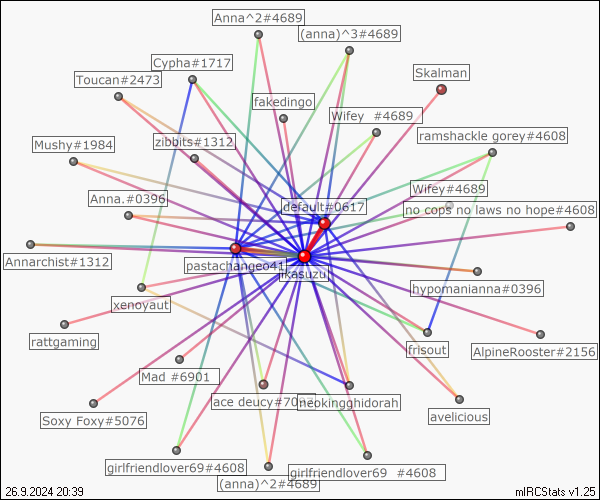 Anna^2#4689
(anna)^3#4689
Cypha#1717
Skalman
Toucan#2473
fakedingo
Wifey #4689
ramshackle gorey#4608
Mushy#1984
zibbits#1312
Wifey#4689
Anna.#0396
default#0617
no cops no laws no hope#4608
Annarchist#1312
pastachange041
ikasuzu
hypomanianna#0396
xenoyaut
rattgaming
frisout
AlpineRooster#2156
Mad #6901
ace deucy#70
neokingghidorah
Soxy Foxy#5076
avelicious
girlfriendlover69#4608
girlfriendlover69 #4608
(anna)^2#4689
26.9.2024 20:39
mIRCStats v1.25